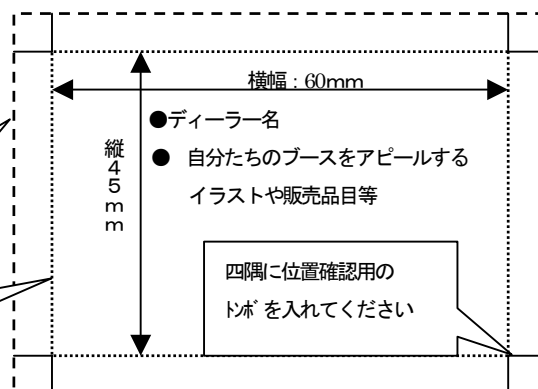 横幅：60mm
●ディーラー名
● 自分たちのブースをアピールする
イラストや販売品目等
縦45mm
四隅に位置確認用の
ﾄﾝﾎﾞを入れてください